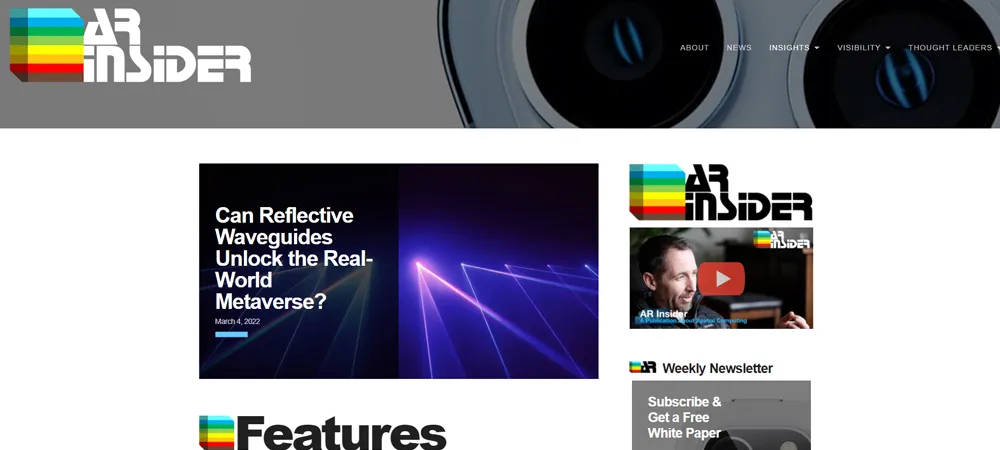 AR
INSIDER
ABOUT NEWS INSIGHTS VISIBILITY THOUGHT LEADERS
Can Reflective
Waveguides
Unlock the Real-
World
Metaverse?
March 4, 2022
AR
INSIDER
AR
INSIDER
AR Insider
A Publication About Spatial Computing
AR Weekly Newsletter
Subscribe &
Get a Free
White Paper
Features